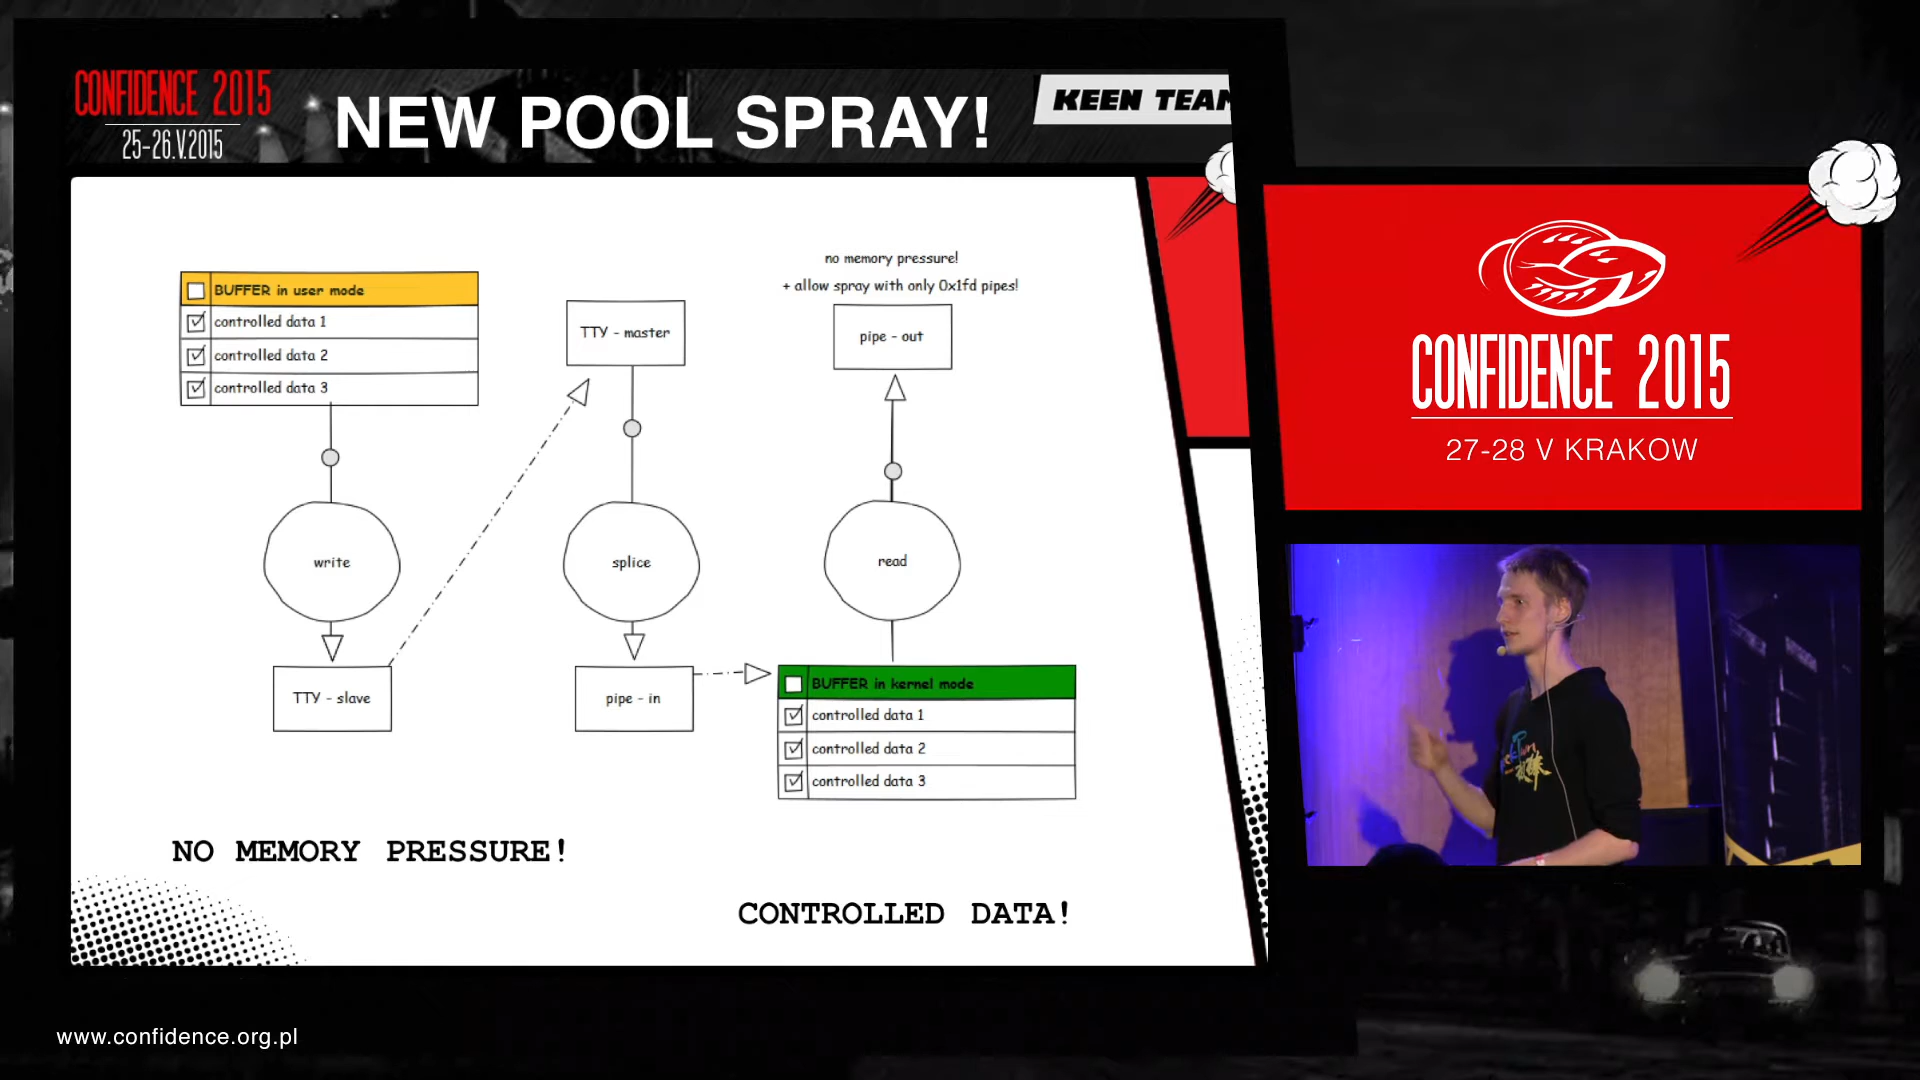 CONFIDENCE 2015
25-26.V.2015
NEW POOL SPRAY!
KEEN TEAM
no memory pressure!
+ allow spray with only 0x1fd pipes!
BUFFER in user mode
controlled data 1
controlled data 2
controlled data 3
TTY - master
pipe - out
write
splice
read
TTY - slave
pipe - in
BUFFER in kernel mode
controlled data 1
controlled data 2
controlled data 3
NO MEMORY PRESSURE!
CONTROLLED DATA!
CONFIDENCE 2015
27-28 V KRAKOW
www.confidence.org.pl